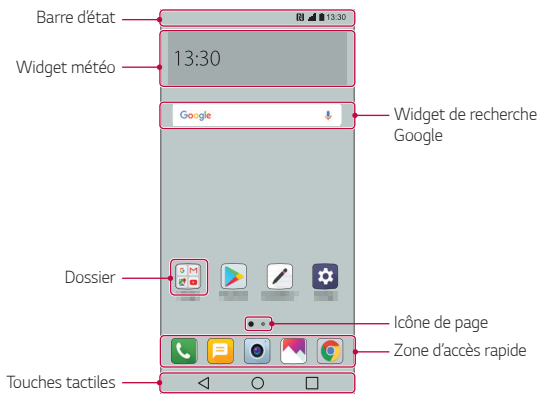 Barre d'état
13:30
Widget météo
13:30
Google
Widget de recherche
Google
Dossier
Icône de page
Zone d'accès rapide
Touches tactiles